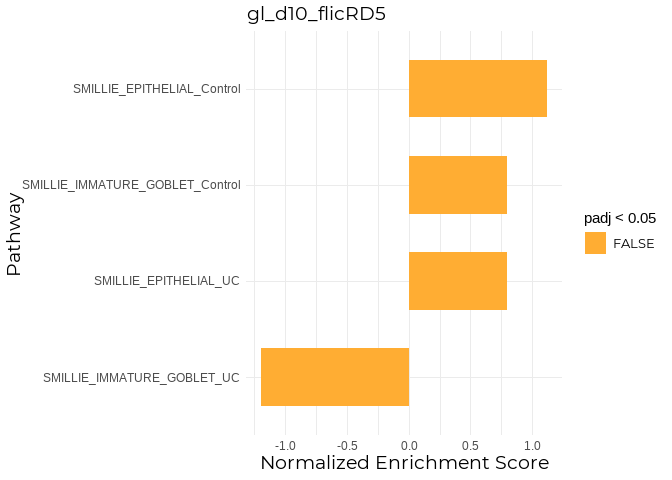 gl_d10_flicRD5
SMILLIE_EPITHELIAL_Control
SMILLIE_IMMATURE_GOBLET_Control
SMILLIE_EPITHELIAL_UC
SMILLIE_IMMATURE_GOBLET_UC
Pathway
padj < 0.05
FALSE
-1.0 -0.5 0.0 0.5 1.0
Normalized Enrichment Score